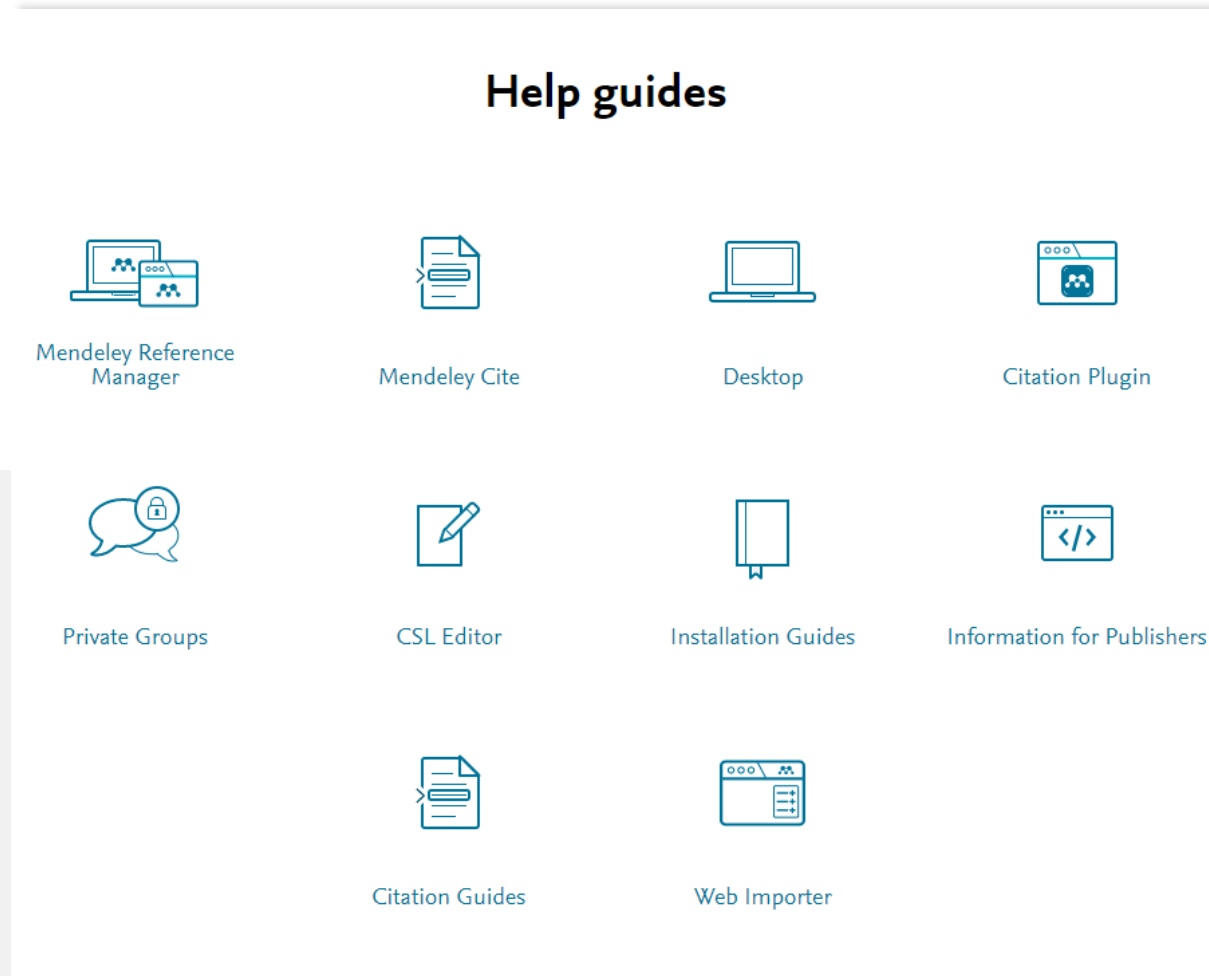 Help guides
Mendeley Reference
Manager
Mendeley Cite
Desktop
Citation Plugin
Private Groups
CSL Editor
Installation Guides
Information for Publishers
Citation Guides
Web Importer